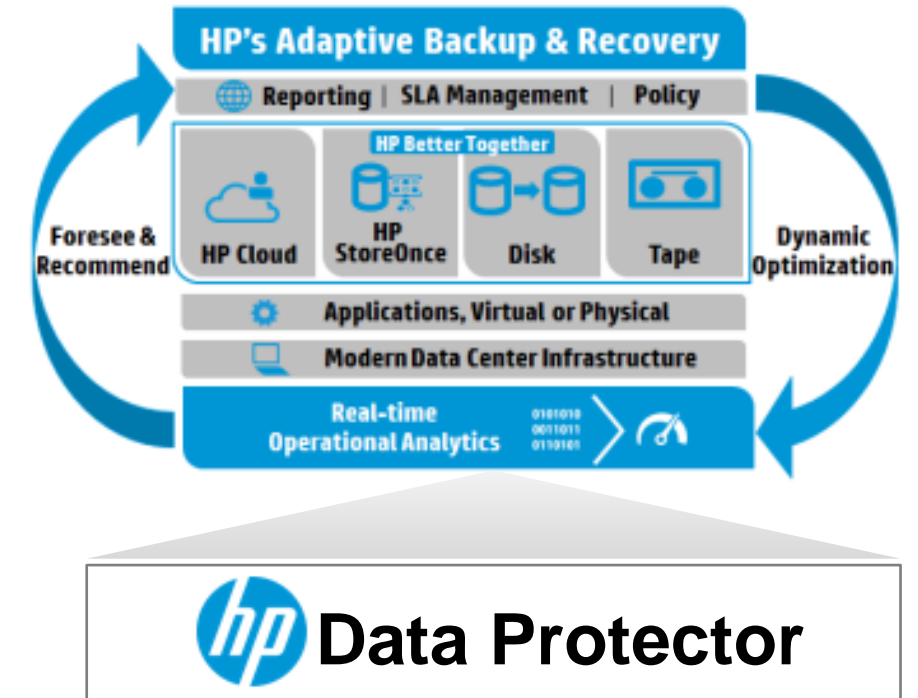 HP's Adaptive Backup & Recovery
Reporting | SLA Management | Policy
HP Better Together
HP Cloud
HP
StoreOnce
Disk
Tape
Foresee &
Recommend
Dynamic
Optimization
Applications, Virtual or Physical
Modern Data Center Infrastructure
Real-time
Operational Analytics
0101010
0011011
0110101
hp Data Protector